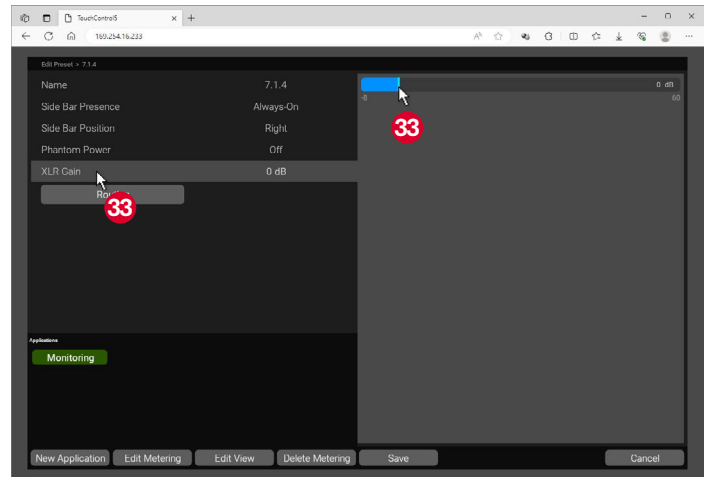 TouchControl5
169.254.16.233
Edit Preset > 7.1.4
Name 7.1.4
0 dB
-8 60
Side Bar Presence Always-On
Side Bar Position Right
33
Phantom Power Off
XLR Gain 0 dB
33
Applications
Monitoring
New Application Edit Metering Edit View Delete Metering Save Cancel